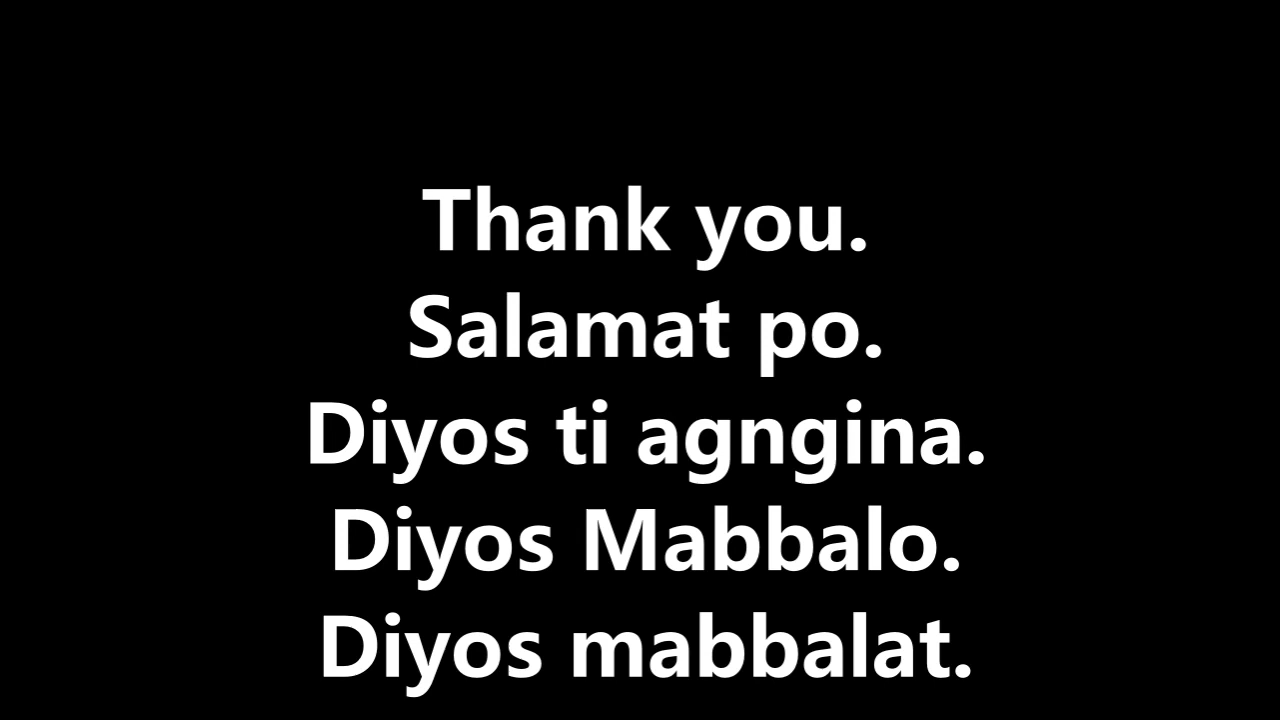 Thank you.
Salamat po.
Diyos ti agngina.
Diyos Mabbalo.
Diyos mabbalat.